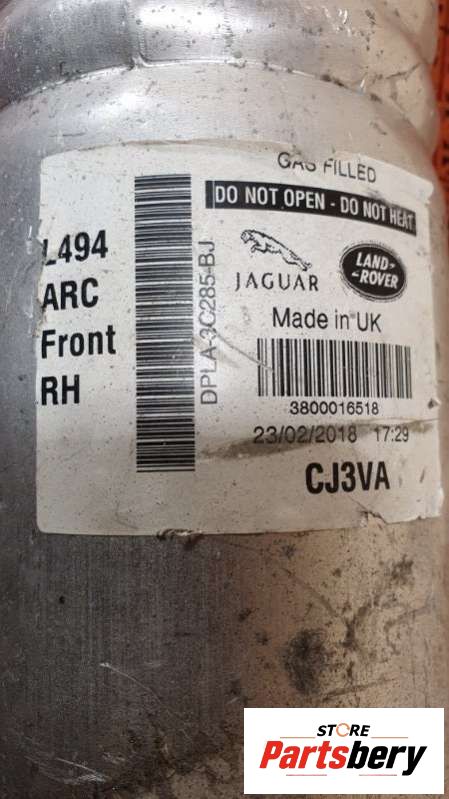 GAS FILLED
DO NOT OPEN - DO NOT HEAT
L494
ARC
Front
RH
DPLA-3C285-BJ
JAGUAR
LAND-
-ROVER
Made in UK
3800016518
23/02/2018 17:29
CJ3VA
STORE
Partsbery